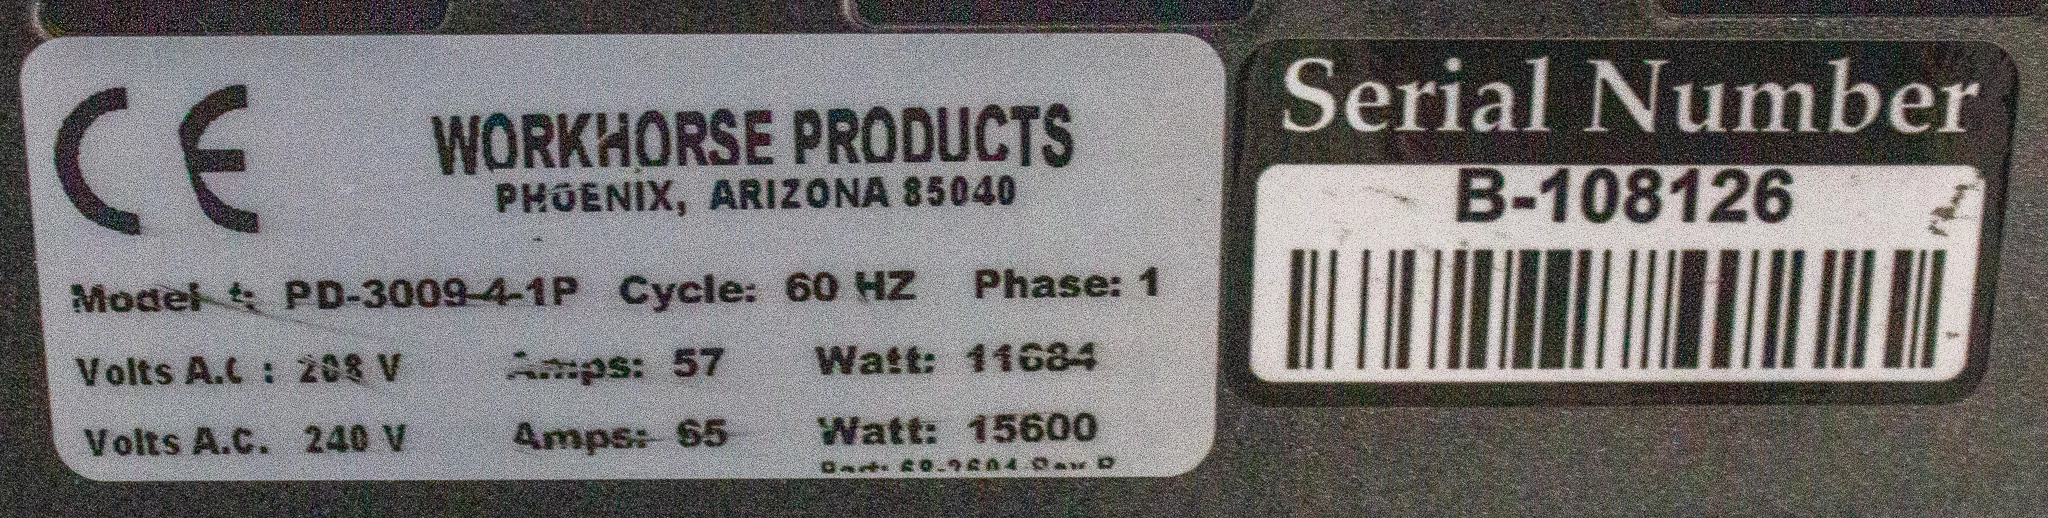 CE
WORKHORSE PRODUCTS
PHOENIX, ARIZONA 85040
Model #: PD-3009-4-1P Cycle: 60 HZ Phase: 1
Volts A.C : 208 V Amps: 57 Watt: 11684
Volts A.C. 240 V Amps: 65 Watt: 15600
Serial Number
B-108126